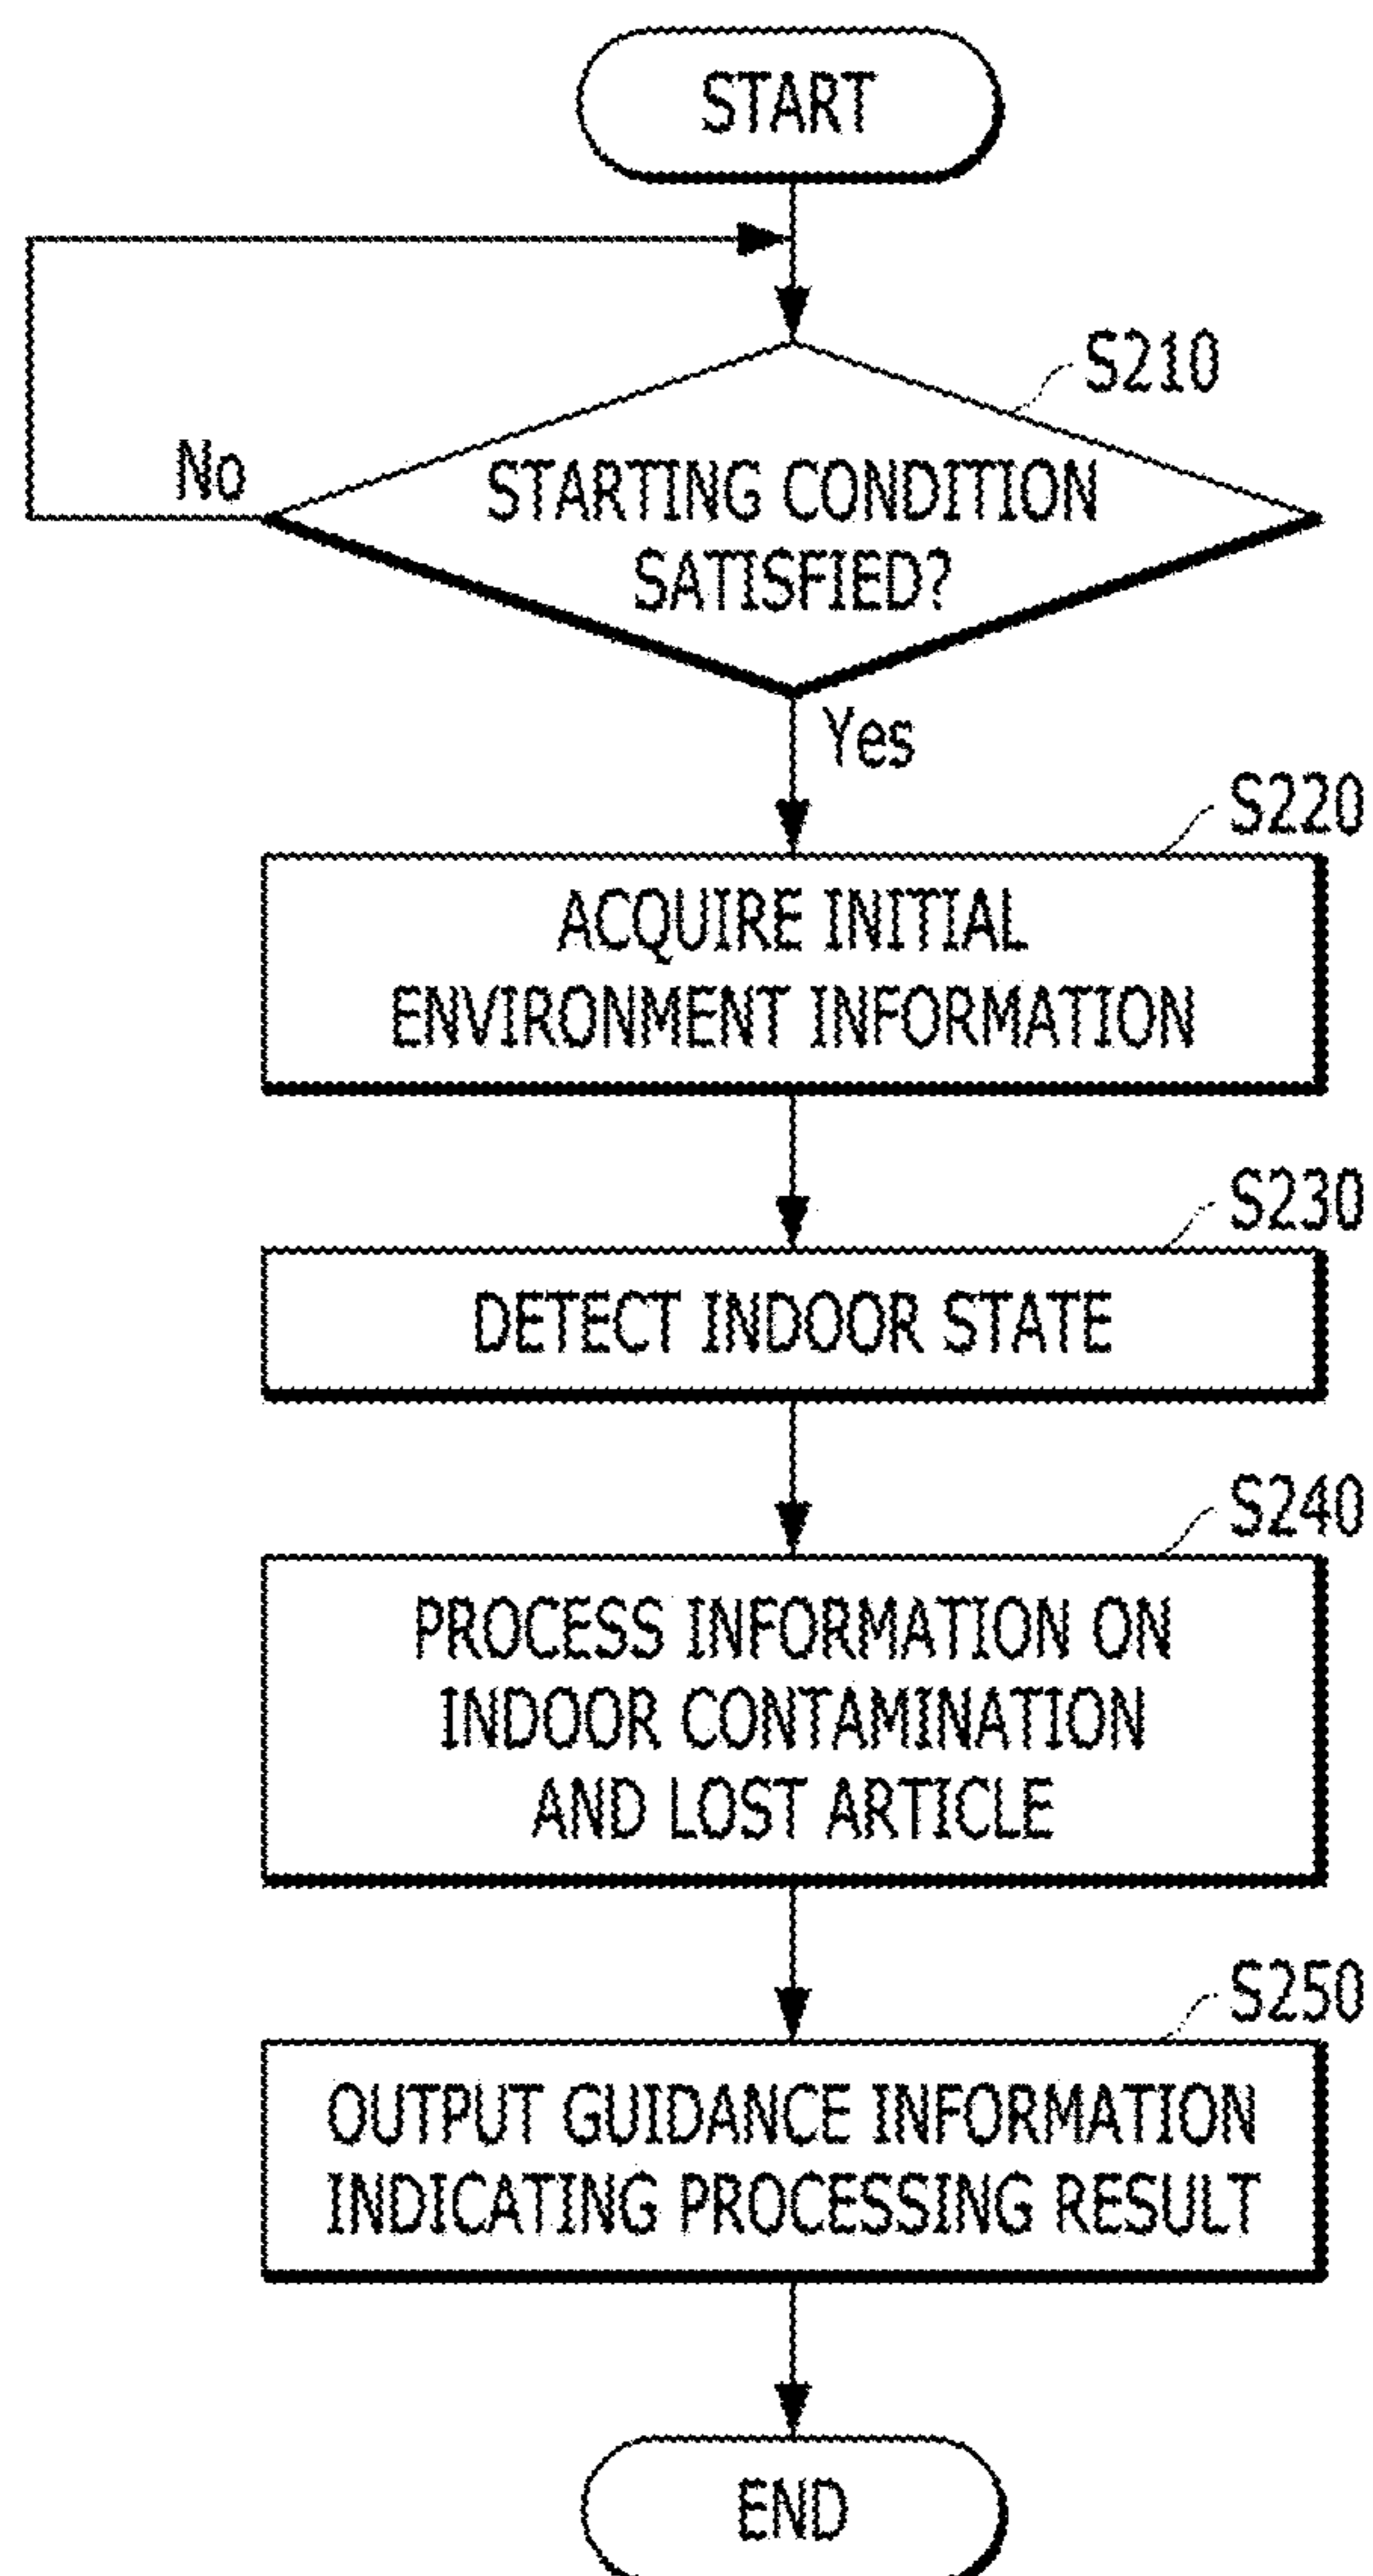 START
S210
No
STARTING CONDITION
SATISFIED?
Yes
S220
ACQUIRE INITIAL
ENVIRONMENT INFORMATION
S230
DETECT INDOOR STATE
S240
PROCESS INFORMATION ON
INDOOR CONTAMINATION
AND LOST ARTICLE
S250
OUTPUT GUIDANCE INFORMATION
INDICATING PROCESSING RESULT
END